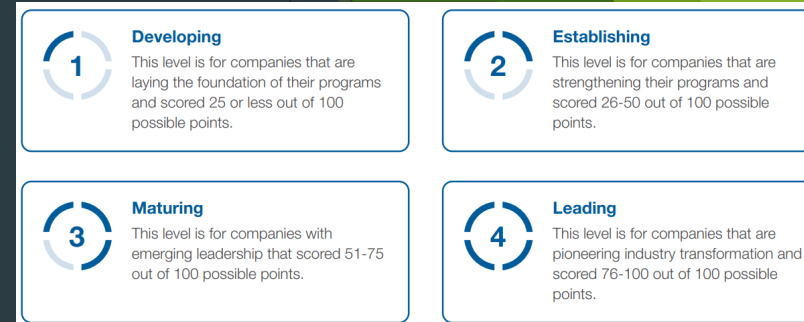 1
Developing
This level is for companies that are
laying the foundation of their programs
and scored 25 or less out of 100
possible points.
2
Establishing
This level is for companies that are
strengthening their programs and
scored 26-50 out of 100 possible
points.
3
Maturing
This level is for companies with
emerging leadership that scored 51-75
out of 100 possible points.
4
Leading
This level is for companies that are
pioneering industry transformation and
scored 76-100 out of 100 possible
points.